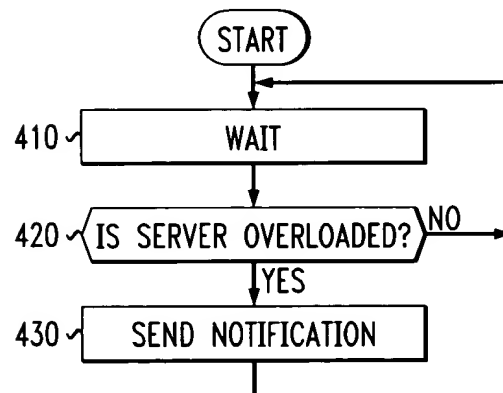 START
410 WAIT
420 IS SERVER OVERLOADED? NO
YES
430 SEND NOTIFICATION